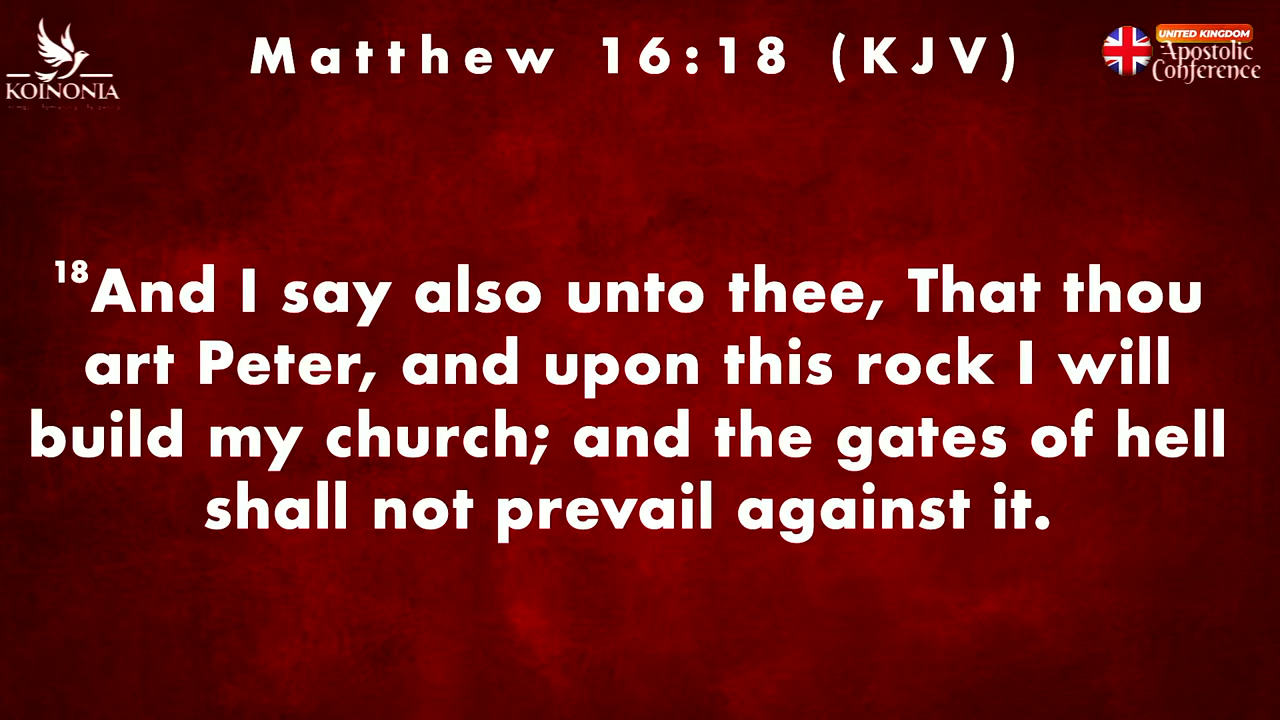 Matthew 16:18 (KJV)
KOINONIA
UNITED KINGDOM
Apostolic
Conference
18And I say also unto thee, That thou
art Peter, and upon this rock I will
build my church; and the gates of hell
shall not prevail against it.